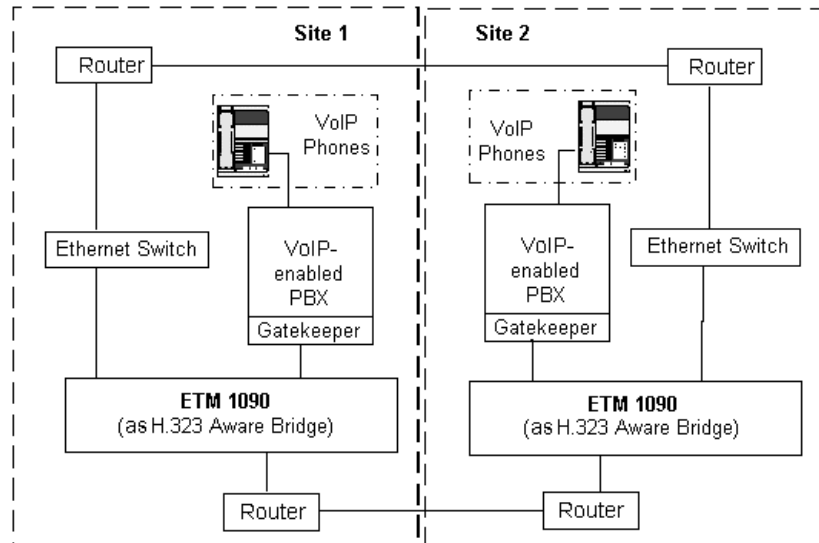 Site 1
Site 2
Router
Router
VoIP
Phones
VoIP
Phones
Ethernet Switch
VoIP-
enabled
PBX
Gatekeeper
VoIP-
enabled
PBX
Gatekeeper
Ethernet Switch
ETM 1090
(as H.323 Aware Bridge)
ETM 1090
(as H.323 Aware Bridge)
Router
Router